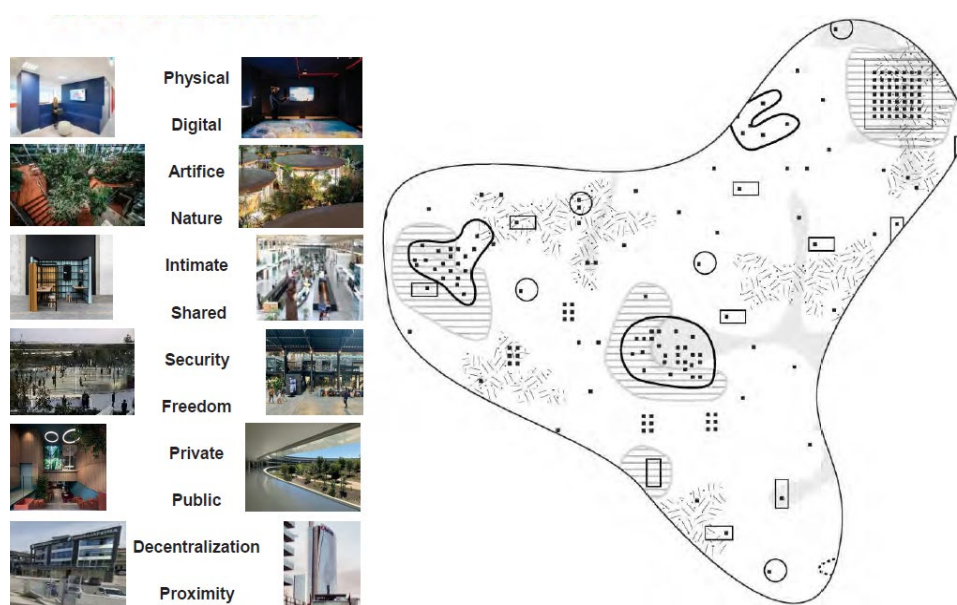 Physical
Digital
Artifice
Nature
Intimate
Shared
Security
Freedom
Private
Public
Decentralization
Proximity